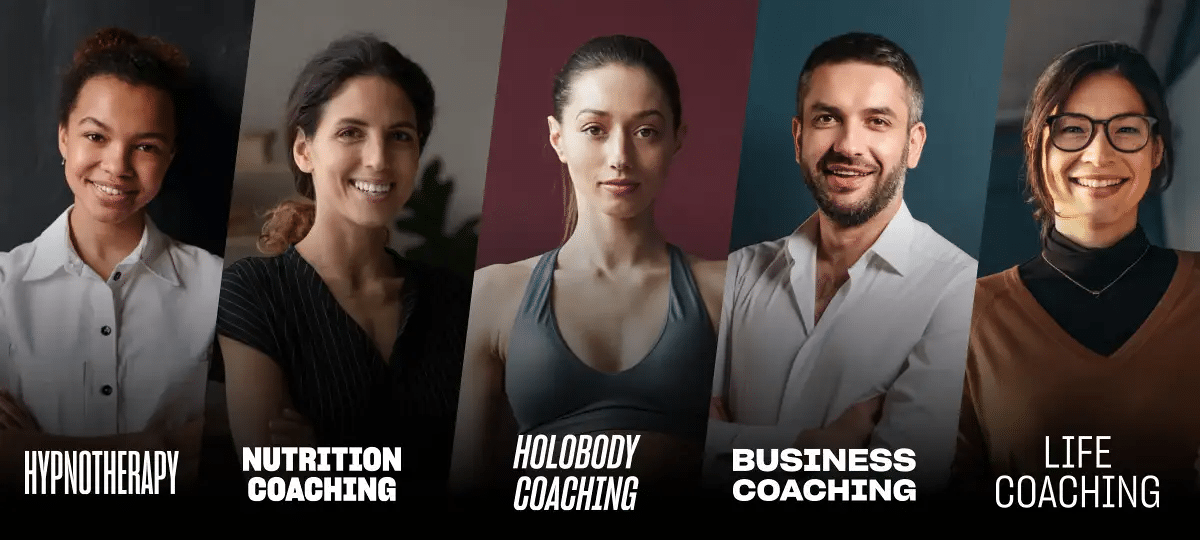 HYPNOTHERAPY
NUTRITION
COACHING
HOLOBODY
COACHING
BUSINESS
COACHING
LIFE
COACHING